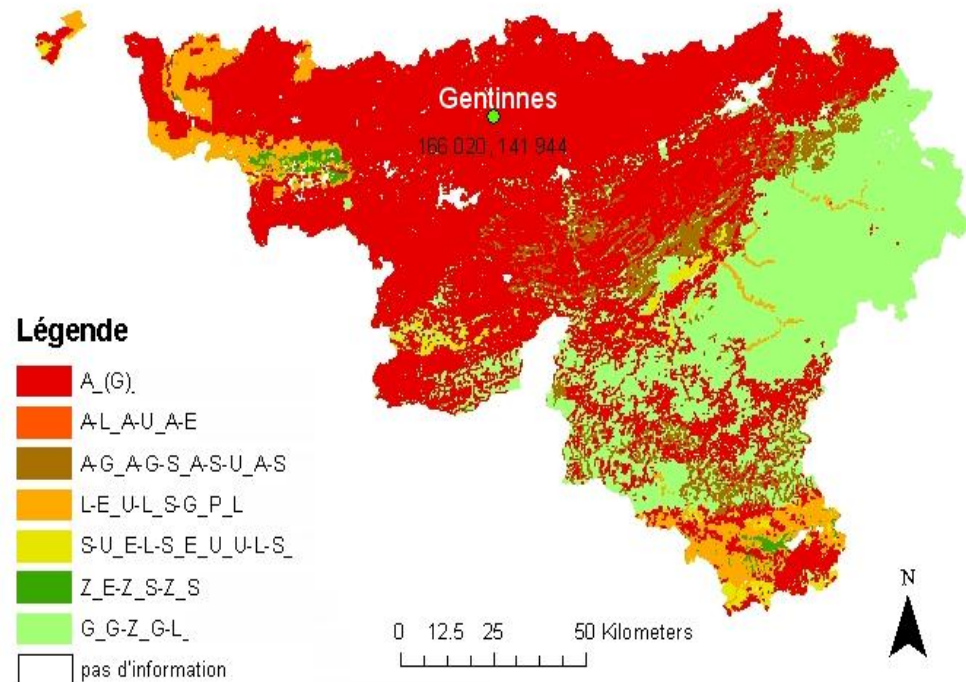 Gentinnes
166 020, 141 944
Légende
A_(G)_
A-L_A-U_A-E
A-G_A-G-S_A-S-U_A-S
L-E_U-L_S-G_P_L
S-U_E-L-S_E_U_U-L-S_
Z_E-Z_S-Z_S
G_G-Z_G-L_
pas d'information
0 12.5 25 50 Kilometers
N